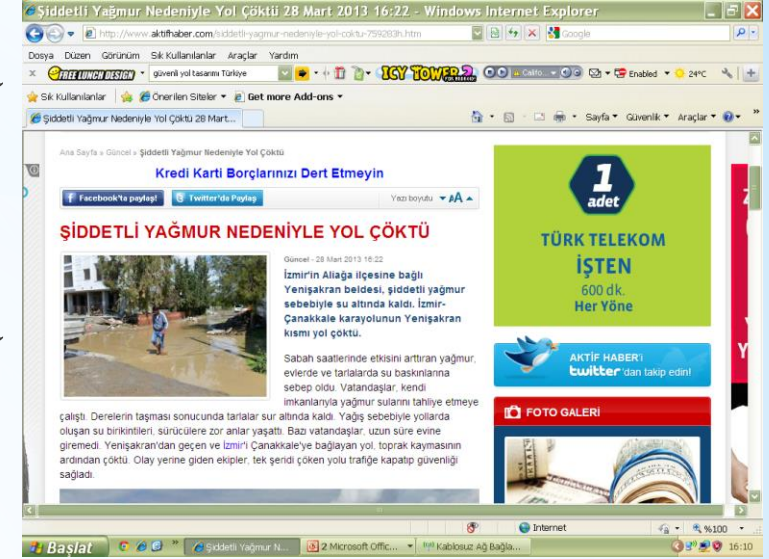 Şiddetli Yağmur Nedeniyle Yol Çöktü 28 Mart 2013 16:22 - Windows Internet Explorer
http://www.aktifhaber.com/siddetli-yagmur-nedeniyle-yol-coktu-759283h.htm
Google
Dosya Düzen Görünüm Sık Kullanılanlar Araçlar Yardım
FREE LUNCH DESIGN güvenli yol tasarımı Türkiye ICY TOWER Enabled 24°C
Sık Kullanılanlar Önerilen Siteler Get more Add-ons
Şiddetli Yağmur Nedeniyle Yol Çöktü 28 Mart...
Sayfa Güvenlik Araçlar
Ana Sayfa » Güncel » Şiddetli Yağmur Nedeniyle Yol Çöktü
Kredi Karti Borçlarınızı Dert Etmeyin
Facebook'ta paylaş! Twitter'da Paylaş Yazı boyutu AA
ŞİDDETLİ YAĞMUR NEDENİYLE YOL ÇÖKTÜ
Güncel - 28 Mart 2013 16:22
İzmir'in Aliağa ilçesine bağlı
Yenişakran beldesi, şiddetli yağmur
sebebiyle su altında kaldı. İzmir-
Çanakkale karayolunun Yenişakran
kısmı yol çöktü.
Sabah saatlerinde etkisini arttıran yağmur,
evlerde ve tarlalarda su baskınlarına
sebep oldu. Vatandaşlar, kendi
imkanlarıyla yağmur sularını tahliye etmeye
çalıştı. Derelerin taşması sonucunda tarlalar sur altında kaldı. Yağış sebebiyle yollarda
oluşan su birikintileri, sürücülere zor anlar yaşattı. Bazı vatandaşlar, uzun süre evine
giremedi. Yenişakran'dan geçen ve İzmir'i Çanakkale'ye bağlayan yol, toprak kaymasının
ardından çöktü. Olay yerine giden ekipler, tek şeridi çöken yolu trafiğe kapatıp güvenliği
sağladı.
1
adet
TÜRK TELEKOM
İŞTEN
600 dk.
Her Yöne
AKTİF HABER'İ
twitter'dan takip edin!
FOTO GALERİ
Internet %100
Başlat Şiddetli Yağmur N... 2 Microsoft Offic... Kablosuz Ağ Bağla... 16:10